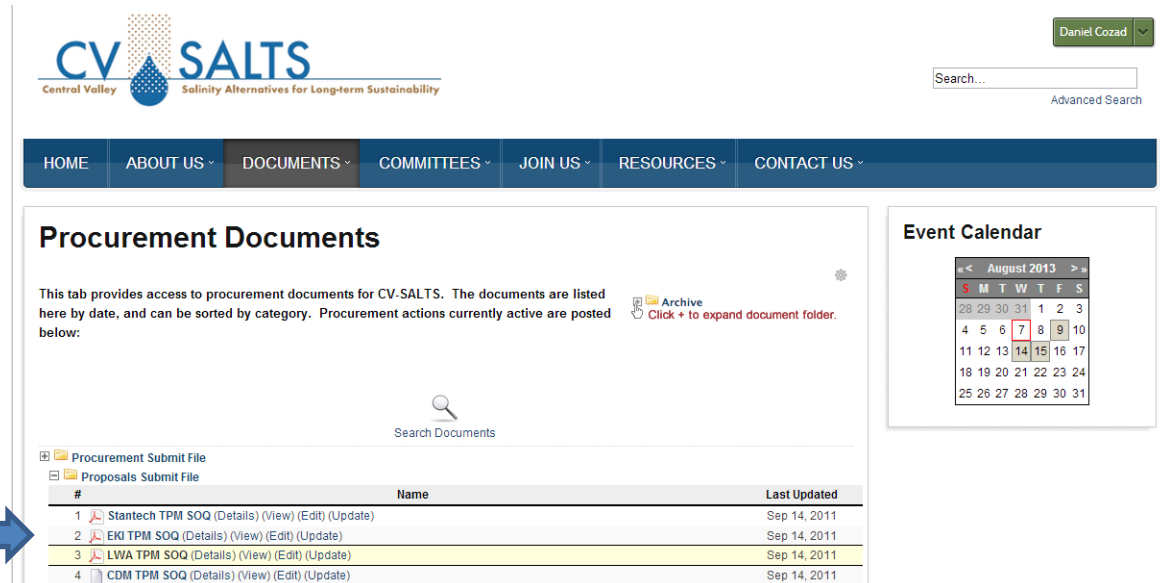 CV SALTS
Central Valley Salinity Alternatives for Long-term Sustainability
Daniel Cozad
Search...
Advanced Search
HOME ABOUT US DOCUMENTS COMMITTEES JOIN US RESOURCES CONTACT US
Procurement Documents
This tab provides access to procurement documents for CV-SALTS. The documents are listed
here by date, and can be sorted by category. Procurement actions currently active are posted
below:
Archive
Click + to expand document folder.
Search Documents
Procurement Submit File
Proposals Submit File
# Name Last Updated
1 Stantech TPM SOQ (Details) (View) (Edit) (Update) Sep 14, 2011
2 EKI TPM SOQ (Details) (View) (Edit) (Update) Sep 14, 2011
3 LWA TPM SOQ (Details) (View) (Edit) (Update) Sep 14, 2011
4 CDM TPM SOQ (Details) (View) (Edit) (Update) Sep 14, 2011
Event Calendar
«< August 2013 >»
S M T W T F S
28 29 30 31 1 2 3
4 5 6 7 8 9 10
11 12 13 14 15 16 17
18 19 20 21 22 23 24
25 26 27 28 29 30 31